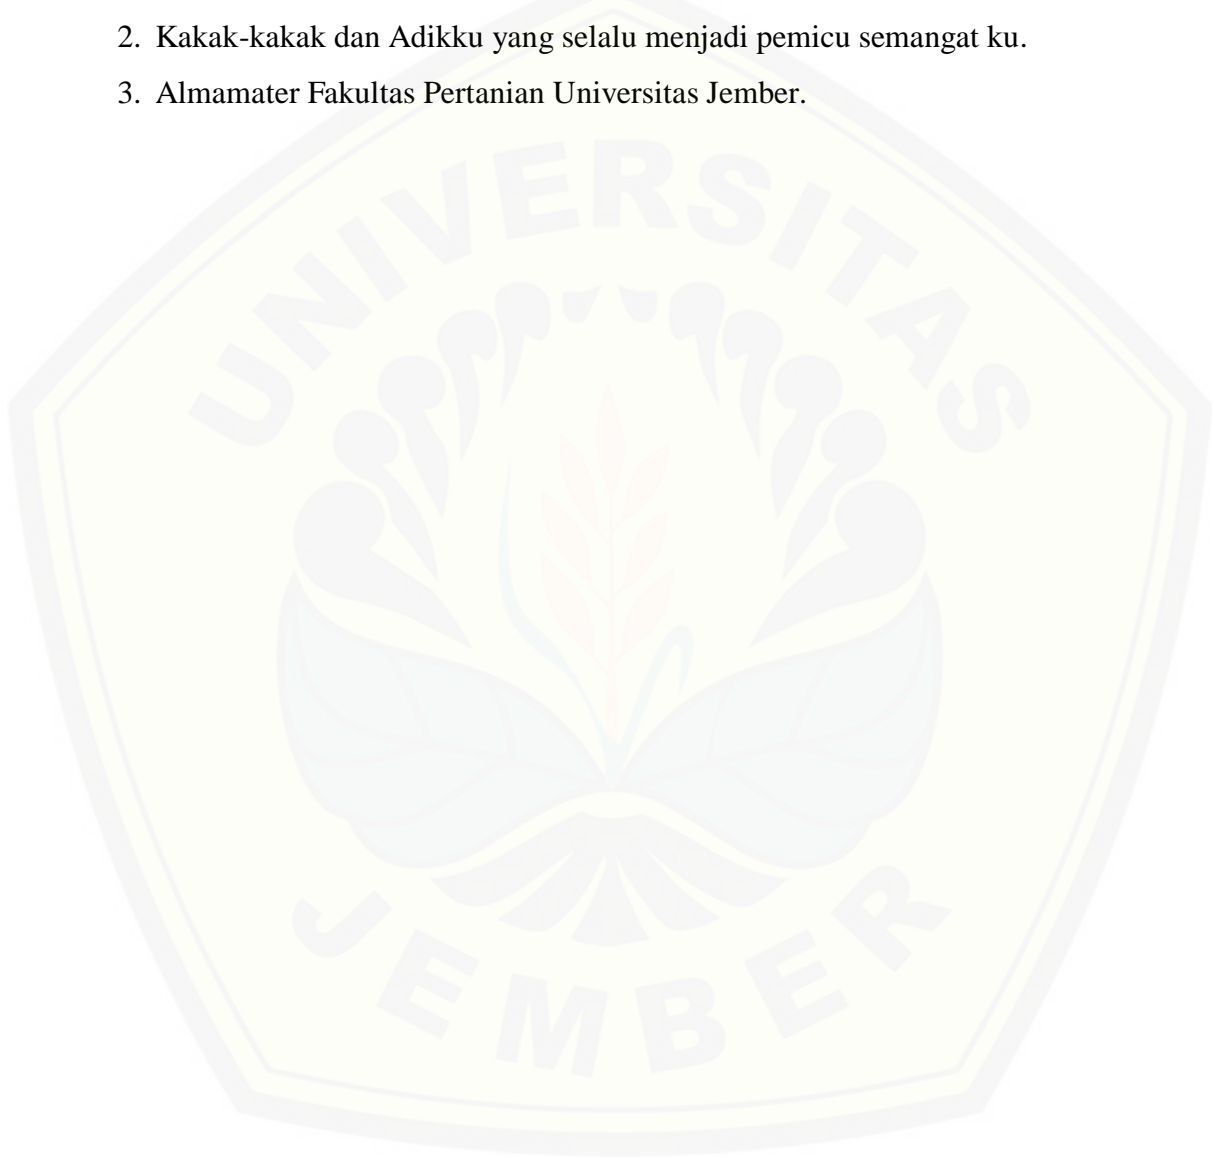 2. Kakak-kakak dan Adikku yang selalu menjadi pemicu semangat ku.
3. Almamater Fakultas Pertanian Universitas Jember.
UNIVERSITAS
JEMBER